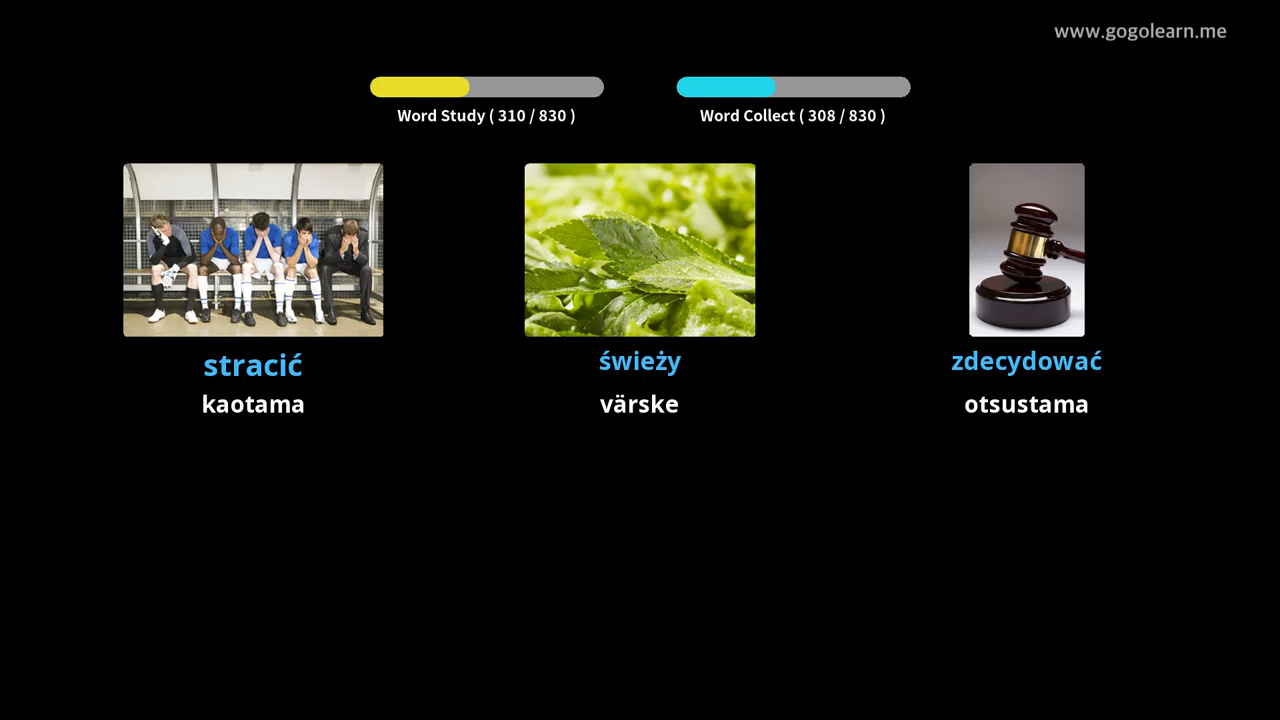 www.gogolearn.me
Word Study ( 310 / 830 )
Word Collect ( 308 / 830 )
stracić
kaotama
świeży
värske
zdecydować
otsustama